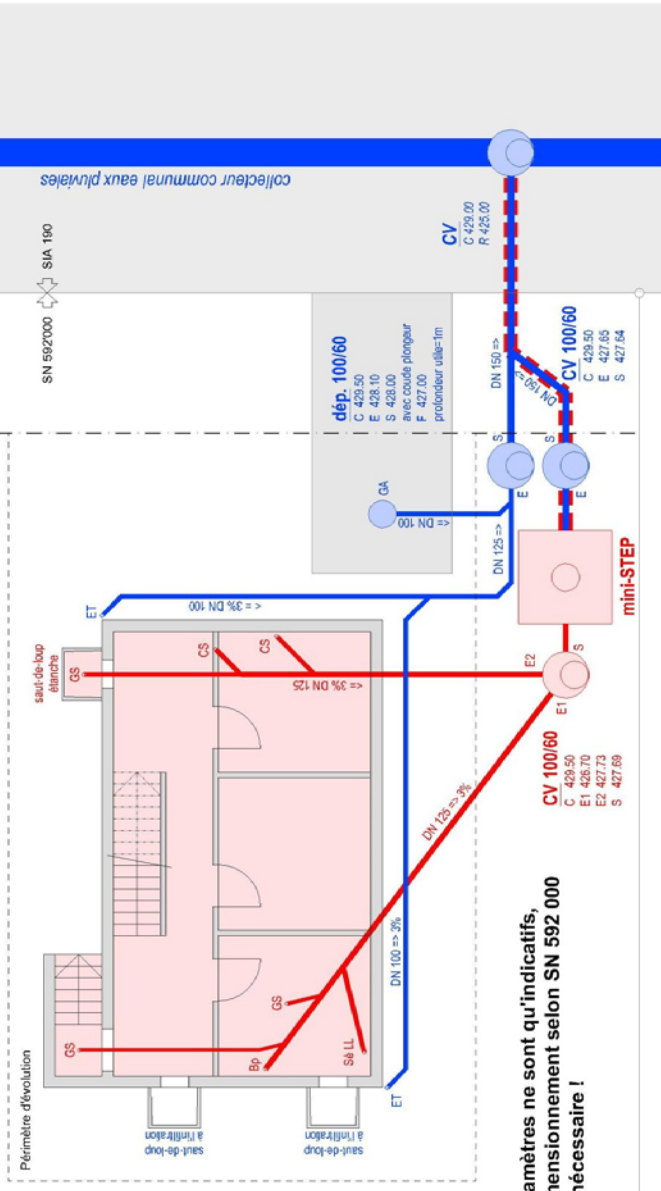 collecteur communal eaux pluviales
SN 592'000
SIA 190
CV
C 429.00
R 425.00
dép. 100/60
C 429.50
E 428.10
S 428.00
avec coude plongeur
F 427.00
profondeur utile=1m
DN 150 =>
DN 150 =>
CV 100/60
C 429.50
E 427.65
S 427.64
S
S
E
E
GA
<= DN 100
DN 125 =>
mini-STEP
ET
<= 3% DN 100
saut-de-loup
étanche
GS
CS
CS
<= 3% DN 125
E2
S
E1
CV 100/60
C 429.50
E1 426.70
E2 427.73
S 427.69
DN 125 => 3%
DN 100 => 3%
GS
GS
Bp
Sè LL
ET
saut-de-loup
à l'infiltration
saut-de-loup
à l'infiltration
Périmètre d'évolution
amètres ne sont qu'indicatifs,
mensionnement selon SN 592 000
nécessaire !